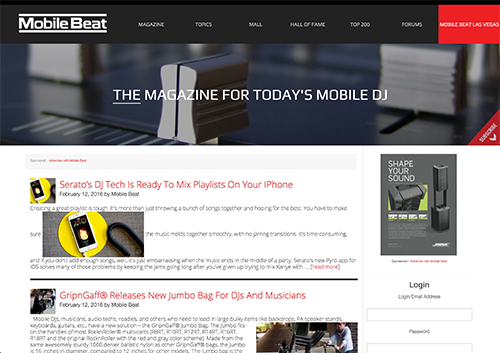 Mobile Beat
MAGAZINE TOPICS MALL HALL OF FAME TOP 200 FORUMS MOBILE BEAT LAS VEGAS
THE MAGAZINE FOR TODAY'S MOBILE DJ
SUBSCRIBE
Sponsored - Advertise with Mobile Beat
Serato's DJ Tech Is Ready To Mix Playlists On Your IPhone
February 12, 2016 by Mobile Beat
Creating a great playlist is tough. It's more than just throwing a bunch of songs together and hoping for the best. You have to make
sure the music melds together smoothly, with no jarring transitions. It's time-consuming,
and if you don't add enough songs, well, it's just embarrassing when the music ends in the middle of a party. Serato's new Pyro app for
iOS solves many of those problems by keeping the jams going long after you've given up trying to mix Kanye with ... [read more]
GripnGaff® Releases New Jumbo Bag For DJs And Musicians
February 12, 2016 by Mobile Beat
Mobile DJs, musicians, audio techs, roadies, and others who need to load in large bulky items like backdrops, PA speaker stands,
keyboards, guitars, etc., have a new solution – the GripnGaff® Jumbo. The Jumbo fits
on the handles of most RocknRoller® multi-carts (R8RT, R10RT, R12RT, R14RT, R16RT, R18RT,
R8RT and the original RocknRoller with the red and gray color scheme). Made from the
same awesomely sturdy 1000 denier ballistic nylon as other GripnGaff® bags, the Jumbo
is 16 inches in diameter, compared to 12 inches for other models. The Jumbo bag is the
SHAPE
YOUR
SOUND
BOSE
Sponsored - Advertise with Mobile Beat
Login
Login/Email Address
Password